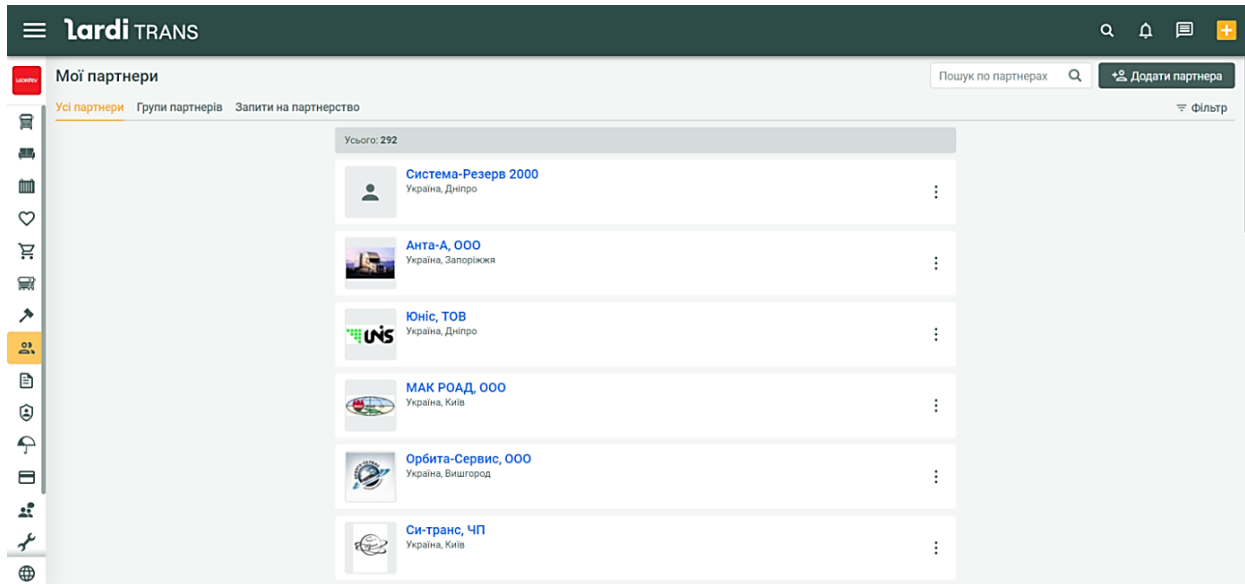 lardi TRANS
LEONTEV
Мої партнери
Пошук по партнерах
Додати партнера
Усі партнери Групи партнерів Запити на партнерство
Фільтр
Усього: 292
Система-Резерв 2000
Україна, Дніпро
Анта-А, ООО
Україна, Запоріжжя
Юніс, ТОВ
Україна, Дніпро
UNIS
МАК РОАД, ООО
Україна, Київ
Орбита-Сервис, ООО
Україна, Вишгород
Си-транс, ЧП
Україна, Київ